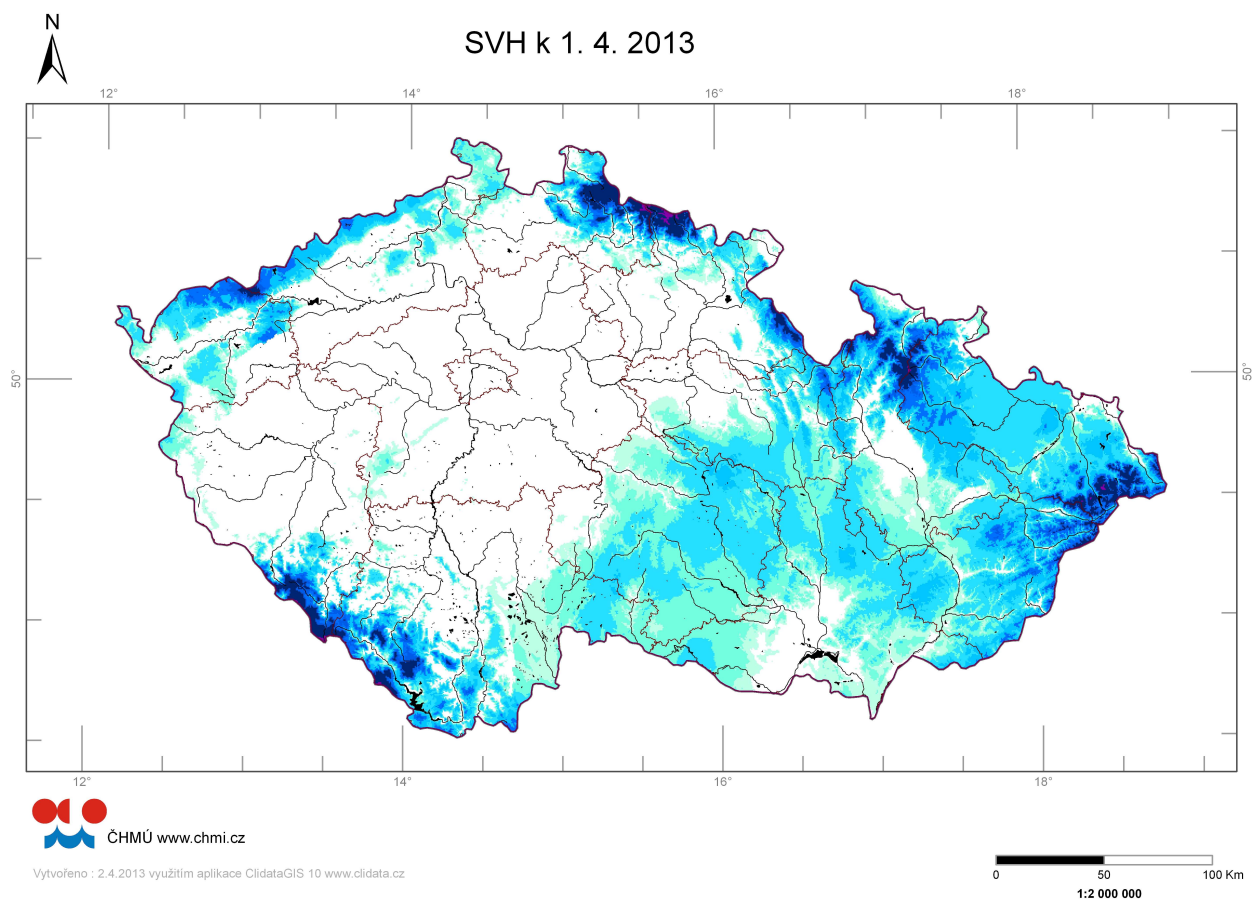 N
SVH k 1. 4. 2013
12° 14° 16° 18°
50° 50°
12° 14° 16° 18°
ČHMÚ www.chmi.cz
Vytvořeno : 2.4.2013 využitím aplikace ClidataGIS 10 www.clidata.cz
0 50 100 Km
1:2 000 000